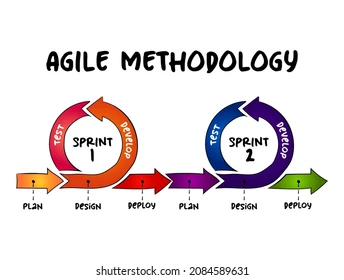 AGILE METHODOLOGY
TEST
DEVELOP
SPRINT
1
TEST
DEVELOP
SPRINT
2
PLAN
DESIGN
DEPLOY
PLAN
DESIGN
DEPLOY
shutterstock.com · 2084589631